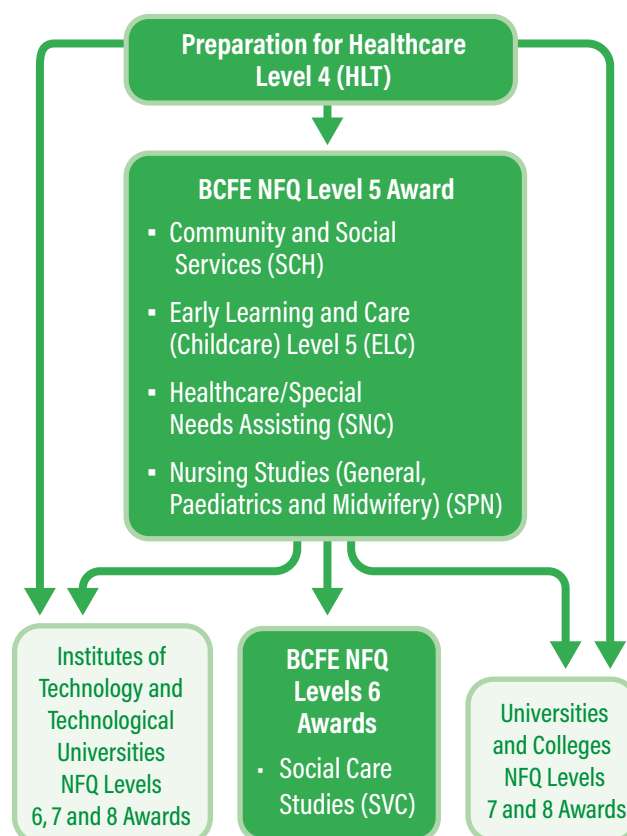 Preparation for Healthcare
Level 4 (HLT)
BCFE NFQ Level 5 Award
▪ Community and Social
Services (SCH)
▪ Early Learning and Care
(Childcare) Level 5 (ELC)
▪ Healthcare/Special
Needs Assisting (SNC)
▪ Nursing Studies (General,
Paediatrics and Midwifery) (SPN)
Institutes of
Technology and
Technological
Universities
NFQ Levels
6, 7 and 8 Awards
BCFE NFQ
Levels 6
Awards
▪ Social Care
Studies (SVC)
Universities
and Colleges
NFQ Levels
7 and 8 Awards